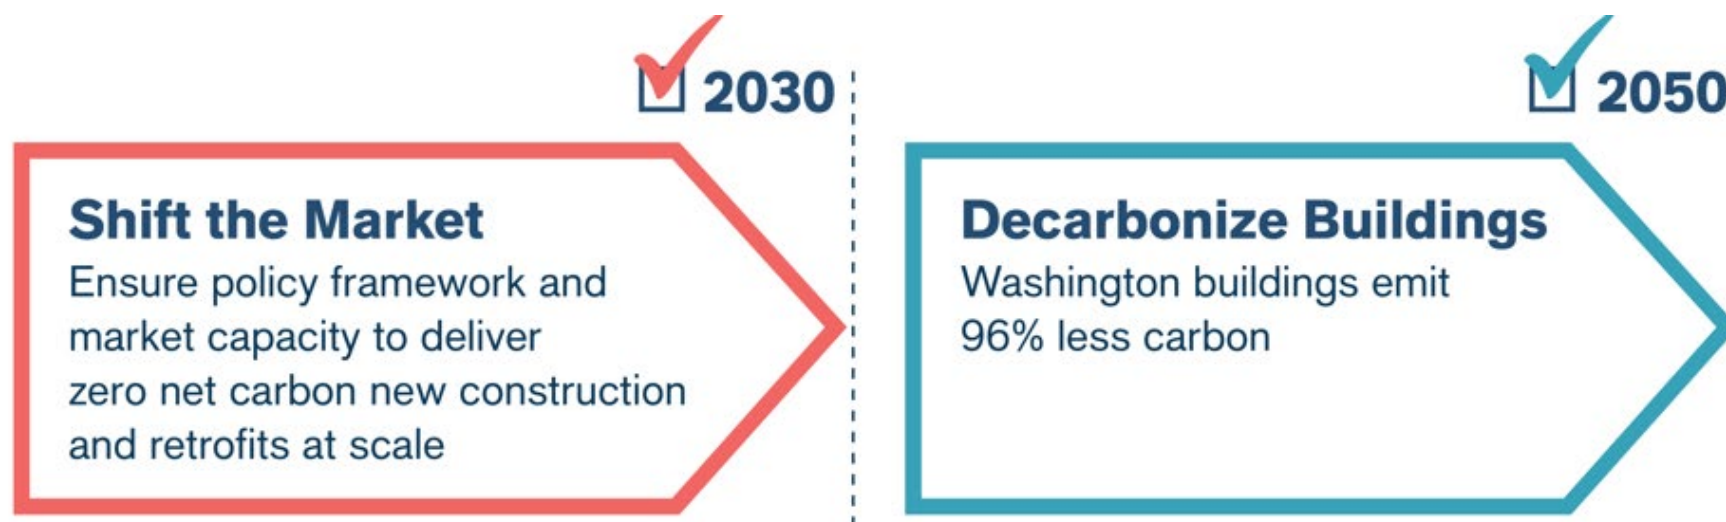 2030
Shift the Market
Ensure policy framework and
market capacity to deliver
zero net carbon new construction
and retrofits at scale
2050
Decarbonize Buildings
Washington buildings emit
96% less carbon